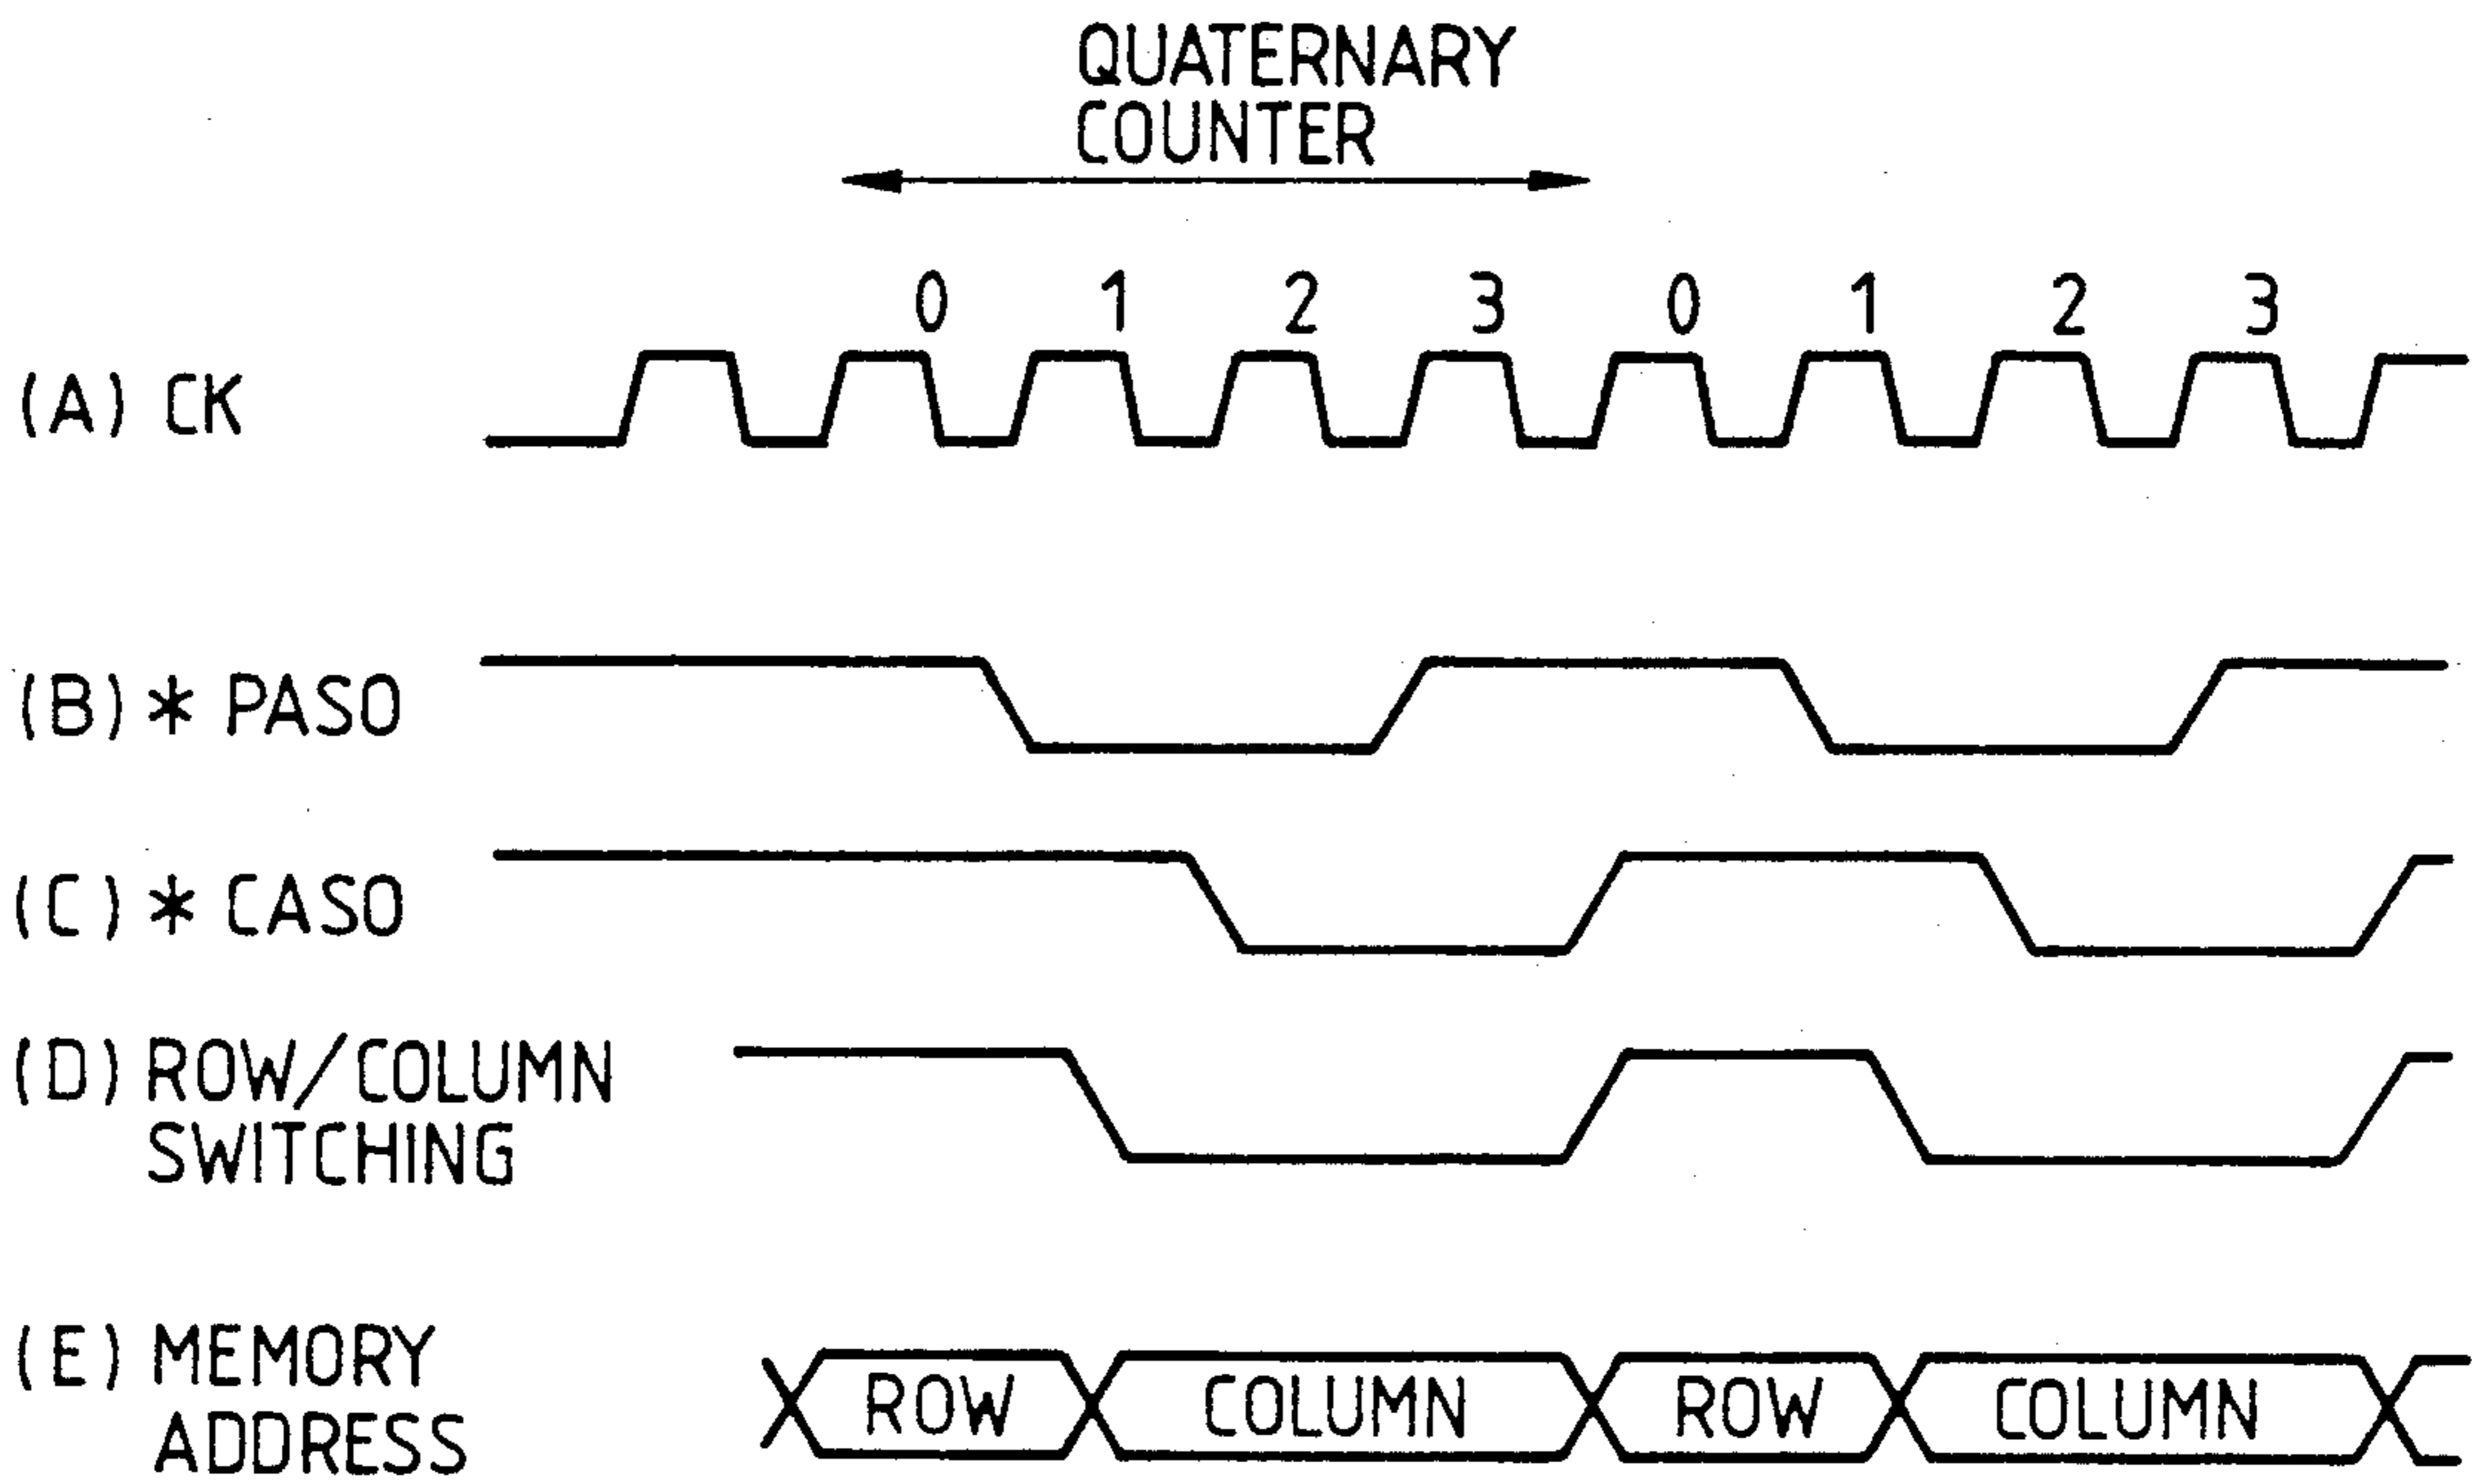 QUATERNARY
COUNTER
0 1 2 3 0 1 2 3
(A) CK
(B) * PASO
(C) * CASO
(D) ROW/COLUMN
SWITCHING
(E) MEMORY
ADDRESS
ROW COLUMN ROW COLUMN